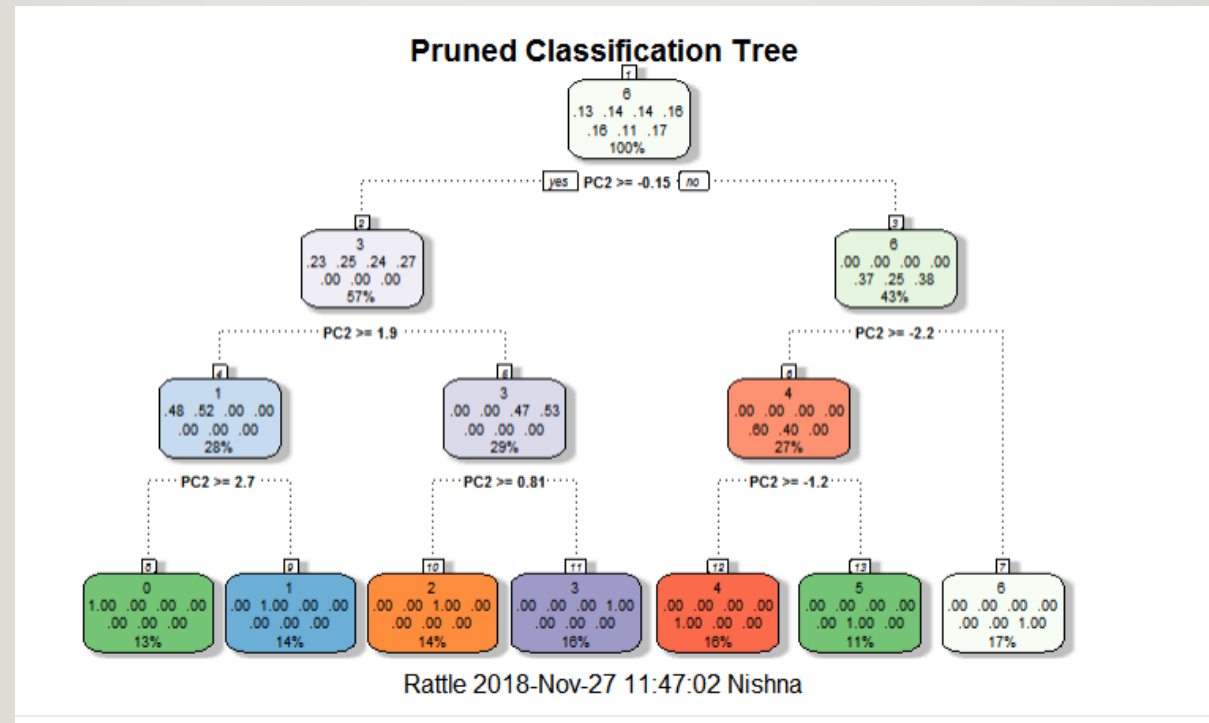 Pruned Classification Tree
1
6
.13 .14 .14 .16
.16 .11 .17
100%
yes PC2 >= -0.15 no
2
3
.23 .25 .24 .27
.00 .00 .00
57%
3
6
.00 .00 .00 .00
.37 .25 .38
43%
PC2 >= 1.9
PC2 >= -2.2
4
1
.48 .52 .00 .00
.00 .00 .00
28%
5
3
.00 .00 .47 .53
.00 .00 .00
29%
6
4
.00 .00 .00 .00
.60 .40 .00
27%
PC2 >= 2.7
PC2 >= 0.81
PC2 >= -1.2
8
0
1.00 .00 .00 .00
.00 .00 .00
13%
9
1
.00 1.00 .00 .00
.00 .00 .00
14%
10
2
.00 .00 1.00 .00
.00 .00 .00
14%
11
3
.00 .00 .00 1.00
.00 .00 .00
16%
12
4
.00 .00 .00 .00
1.00 .00 .00
16%
13
5
.00 .00 .00 .00
.00 1.00 .00
11%
7
6
.00 .00 .00 .00
.00 .00 1.00
17%
Rattle 2018-Nov-27 11:47:02 Nishna